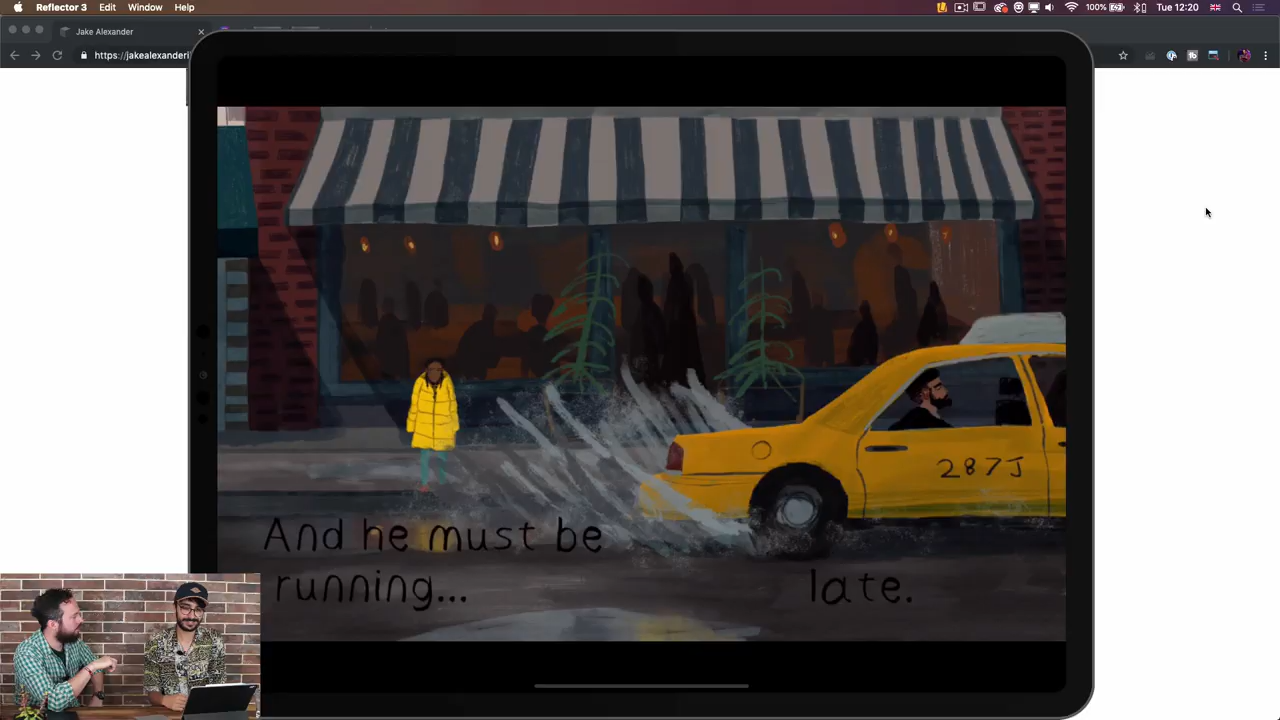 Reflector 3 Edit Window Help
100% Tue 12:20
Jake Alexander
https://jakealexanderi
287J
And he must be
running... late.